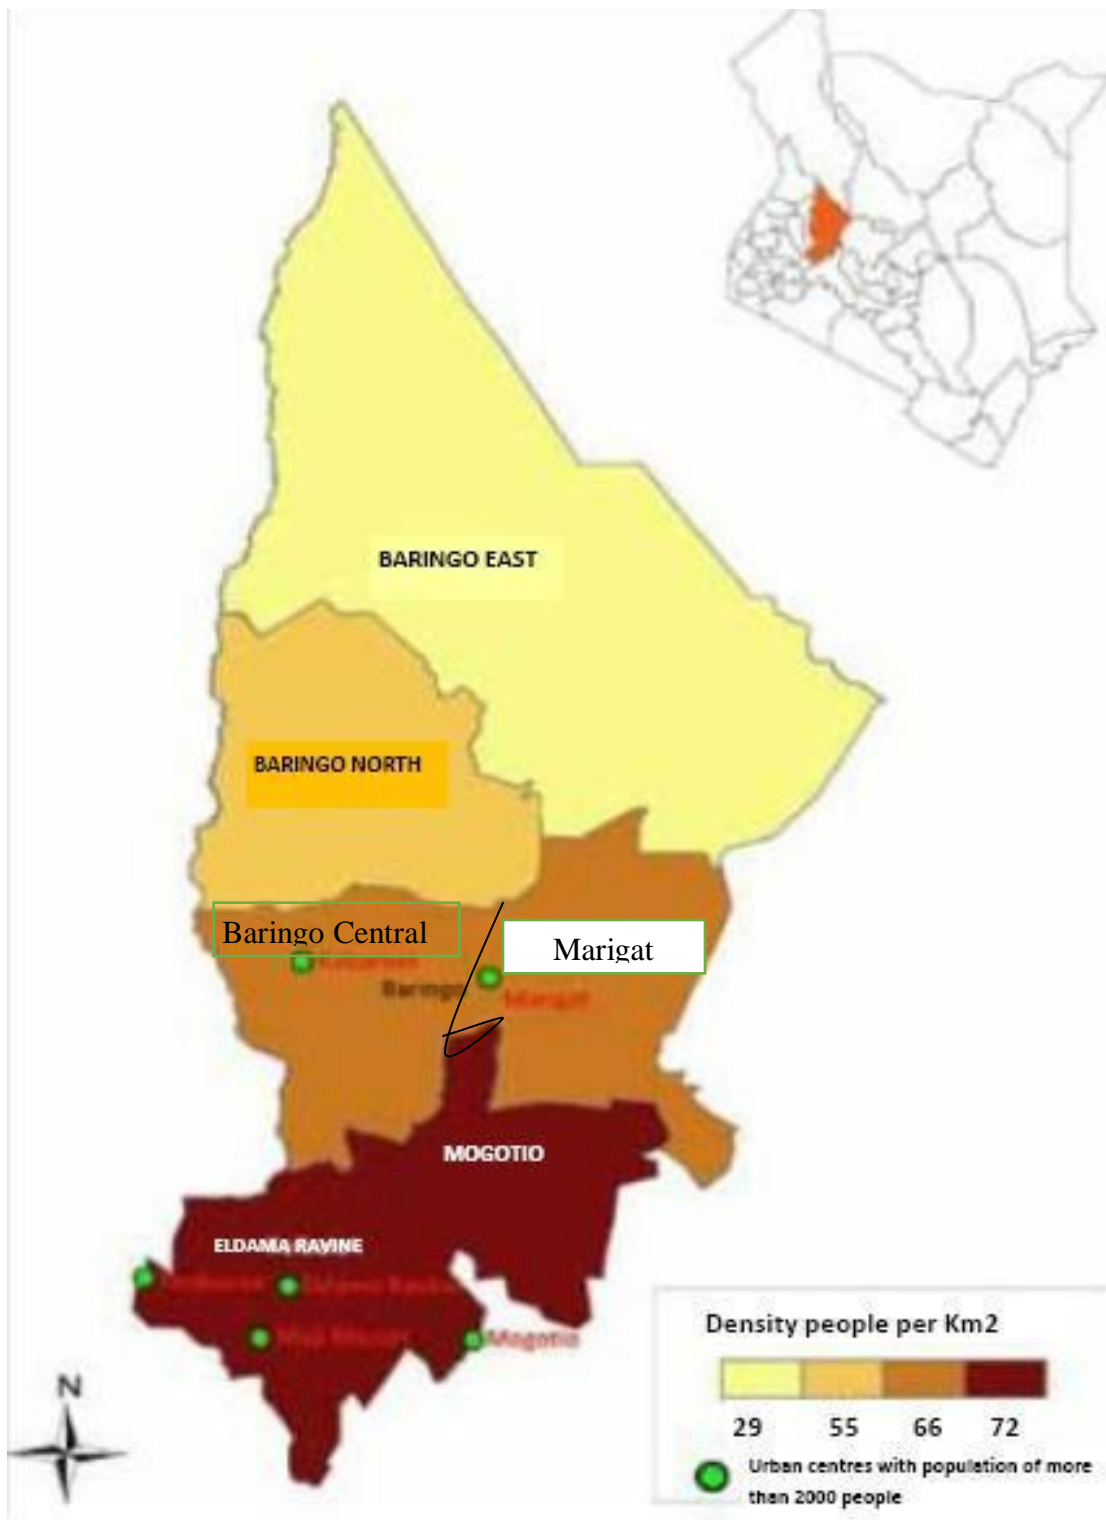 BARINGO EAST
BARINGO NORTH
Baringo Central
Marigat
Baringo
Marigat
MOGOTIO
ELDAMA RAVINE
Mogotio
Density people per Km2
29 55 66 72
Urban centres with population of more
than 2000 people
N